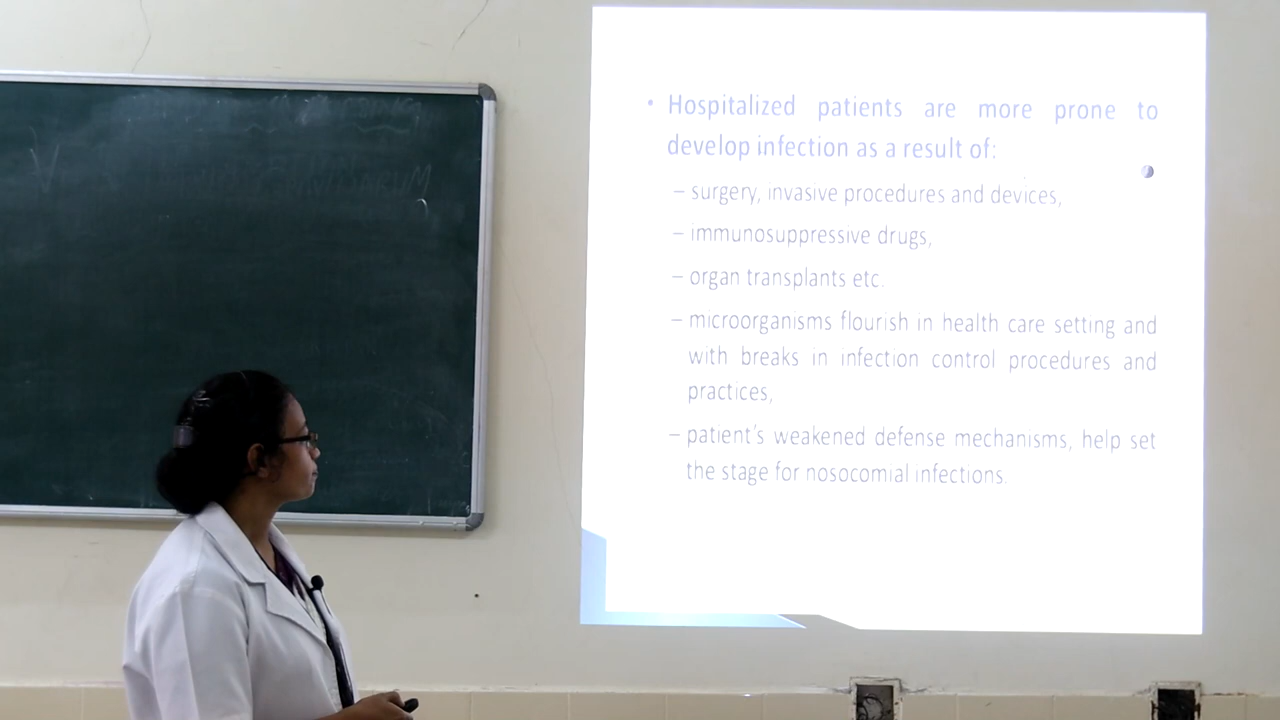 • Hospitalized patients are more prone to
develop infection as a result of:
– surgery, invasive procedures and devices,
– immunosuppressive drugs,
– organ transplants etc.
– microorganisms flourish in health care setting and
with breaks in infection control procedures and
practices,
– patient's weakened defense mechanisms, help set
the stage for nosocomial infections.